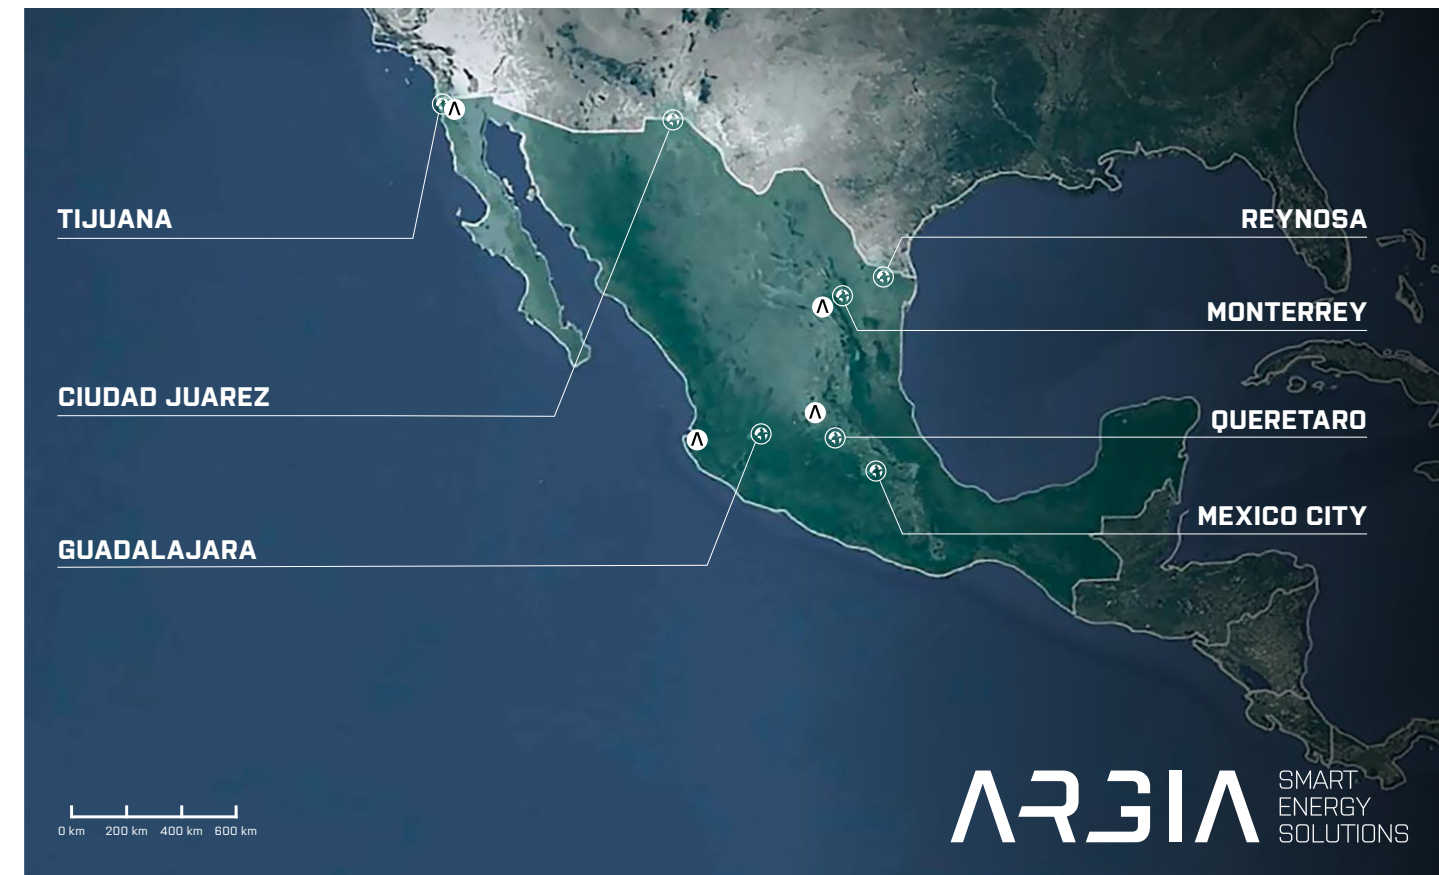 TIJUANA
CIUDAD JUAREZ
GUADALAJARA
REYNOSA
MONTERREY
QUERETARO
MEXICO CITY
0 km 200 km 400 km 600 km
ARGIA
SMART
ENERGY
SOLUTIONS